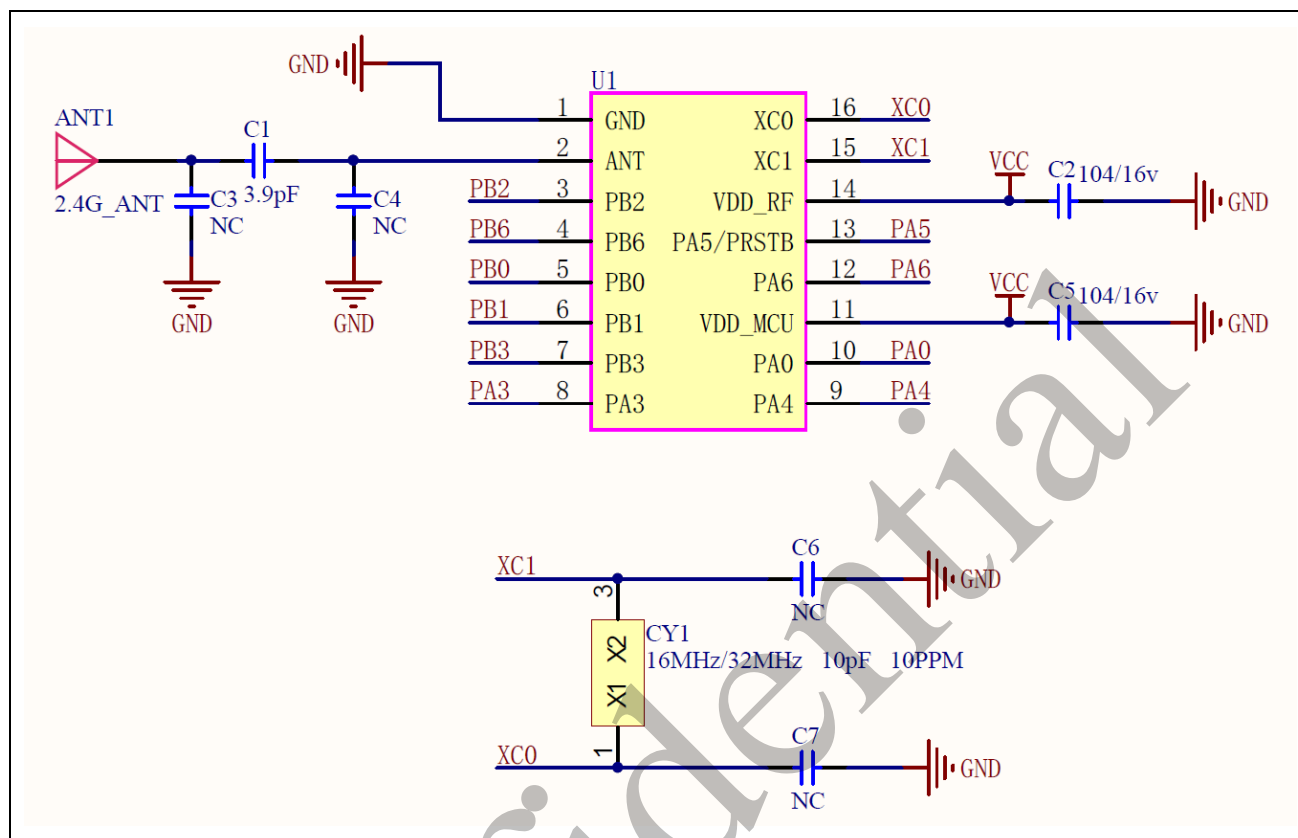 GND
U1
ANT1
C1
3.9pF
2.4G_ANT
C3
NC
C4
NC
GND
GND
1 GND
2 ANT
PB2 3 PB2
PB6 4 PB6
PB0 5 PB0
PB1 6 PB1
PB3 7 PB3
PA3 8 PA3
XC0 16 XC0
XC1 15 XC1
VDD_RF 14
PA5/PRSTB 13 PA5
PA6 12 PA6
VDD_MCU 11
PA0 10 PA0
PA4 9 PA4
VCC
C2 104/16v
GND
VCC
C5 104/16v
GND
XC1
C6
NC
GND
3
X2
X1
1
CY1
16MHz/32MHz 10pF 10PPM
XC0
C7
NC
GND
fidential